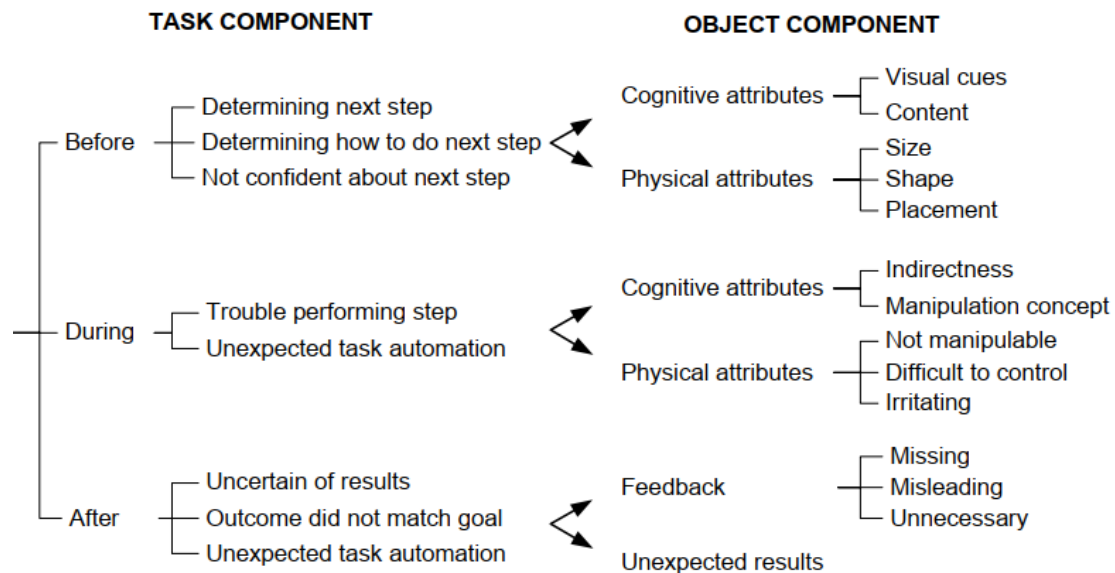 TASK COMPONENT
OBJECT COMPONENT
Before
Determining next step
Determining how to do next step
Not confident about next step
Cognitive attributes
Visual cues
Content
Physical attributes
Size
Shape
Placement
During
Trouble performing step
Unexpected task automation
Cognitive attributes
Indirectness
Manipulation concept
Physical attributes
Not manipulable
Difficult to control
Irritating
After
Uncertain of results
Outcome did not match goal
Unexpected task automation
Feedback
Missing
Misleading
Unnecessary
Unexpected results